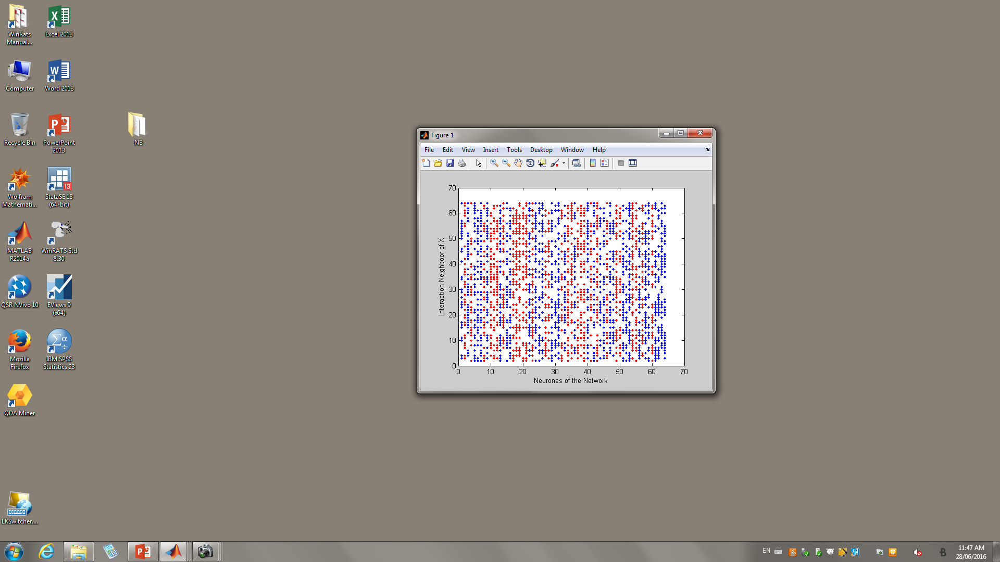 WinRats
Manual...
Excel 2013
Computer
Word 2013
Recycle Bin
PowerPoint
2013
NB
Wolfram
Mathemati...
StataSE 13
(64-bit)
13
MATLAB
R2014a
WinRATS Std
8.30
QSR NVivo 10
EViews 9
(x64)
Mozilla
Firefox
IBM SPSS
Statistics 23
QDA Miner
LKSwitcher....
Figure 1
File Edit View Insert Tools Desktop Window Help
70
60
50
40
30
20
10
0
Interaction Neighboor of X
0 10 20 30 40 50 60 70
Neurones of the Network
EN
11:47 AM
28/06/2016